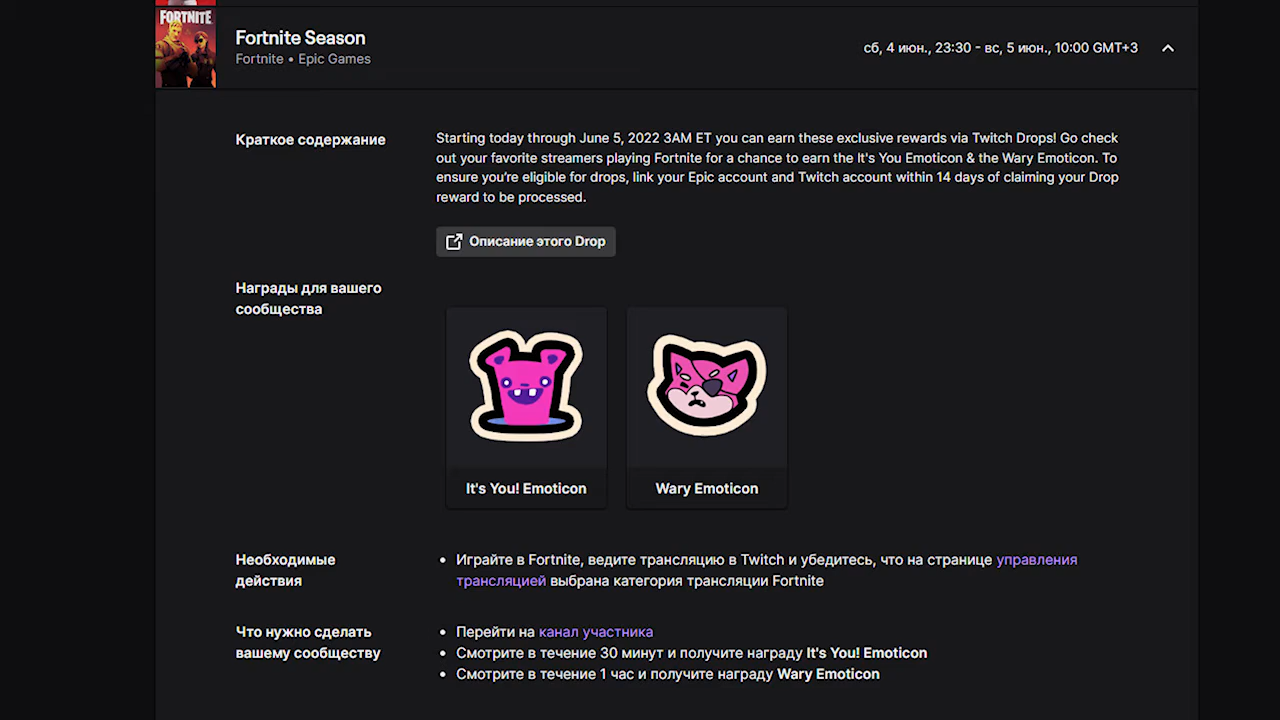 FORTNITE
Fortnite Season
Fortnite • Epic Games
сб, 4 июн., 23:30 - вс, 5 июн., 10:00 GMT+3
Краткое содержание
Starting today through June 5, 2022 3AM ET you can earn these exclusive rewards via Twitch Drops! Go check
out your favorite streamers playing Fortnite for a chance to earn the It's You Emoticon & the Wary Emoticon. To
ensure you’re eligible for drops, link your Epic account and Twitch account within 14 days of claiming your Drop
reward to be processed.
Описание этого Drop
Награды для вашего
сообщества
It's You! Emoticon
Wary Emoticon
Необходимые
действия
• Играйте в Fortnite, ведите трансляцию в Twitch и убедитесь, что на странице управления
трансляцией выбрана категория трансляции Fortnite
Что нужно сделать
вашему сообществу
• Перейти на канал участника
• Смотрите в течение 30 минут и получите награду It's You! Emoticon
• Смотрите в течение 1 час и получите награду Wary Emoticon